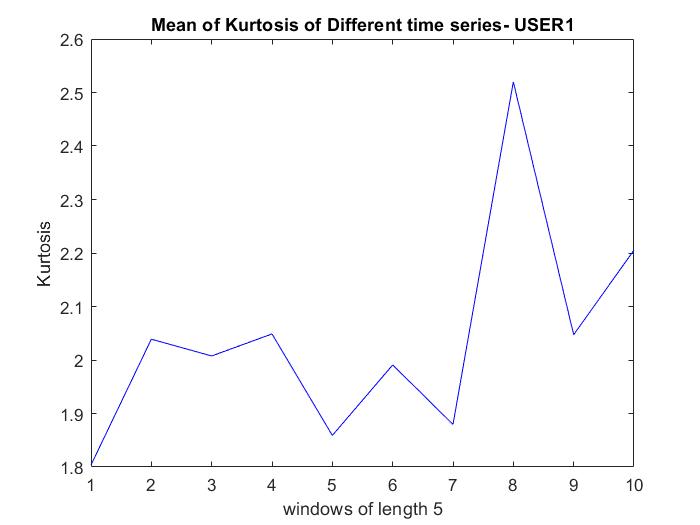 Mean of Kurtosis of Different time series- USER1
2.6
2.5
2.4
2.3
2.2
2.1
2
1.9
1.8
Kurtosis
1 2 3 4 5 6 7 8 9 10
windows of length 5